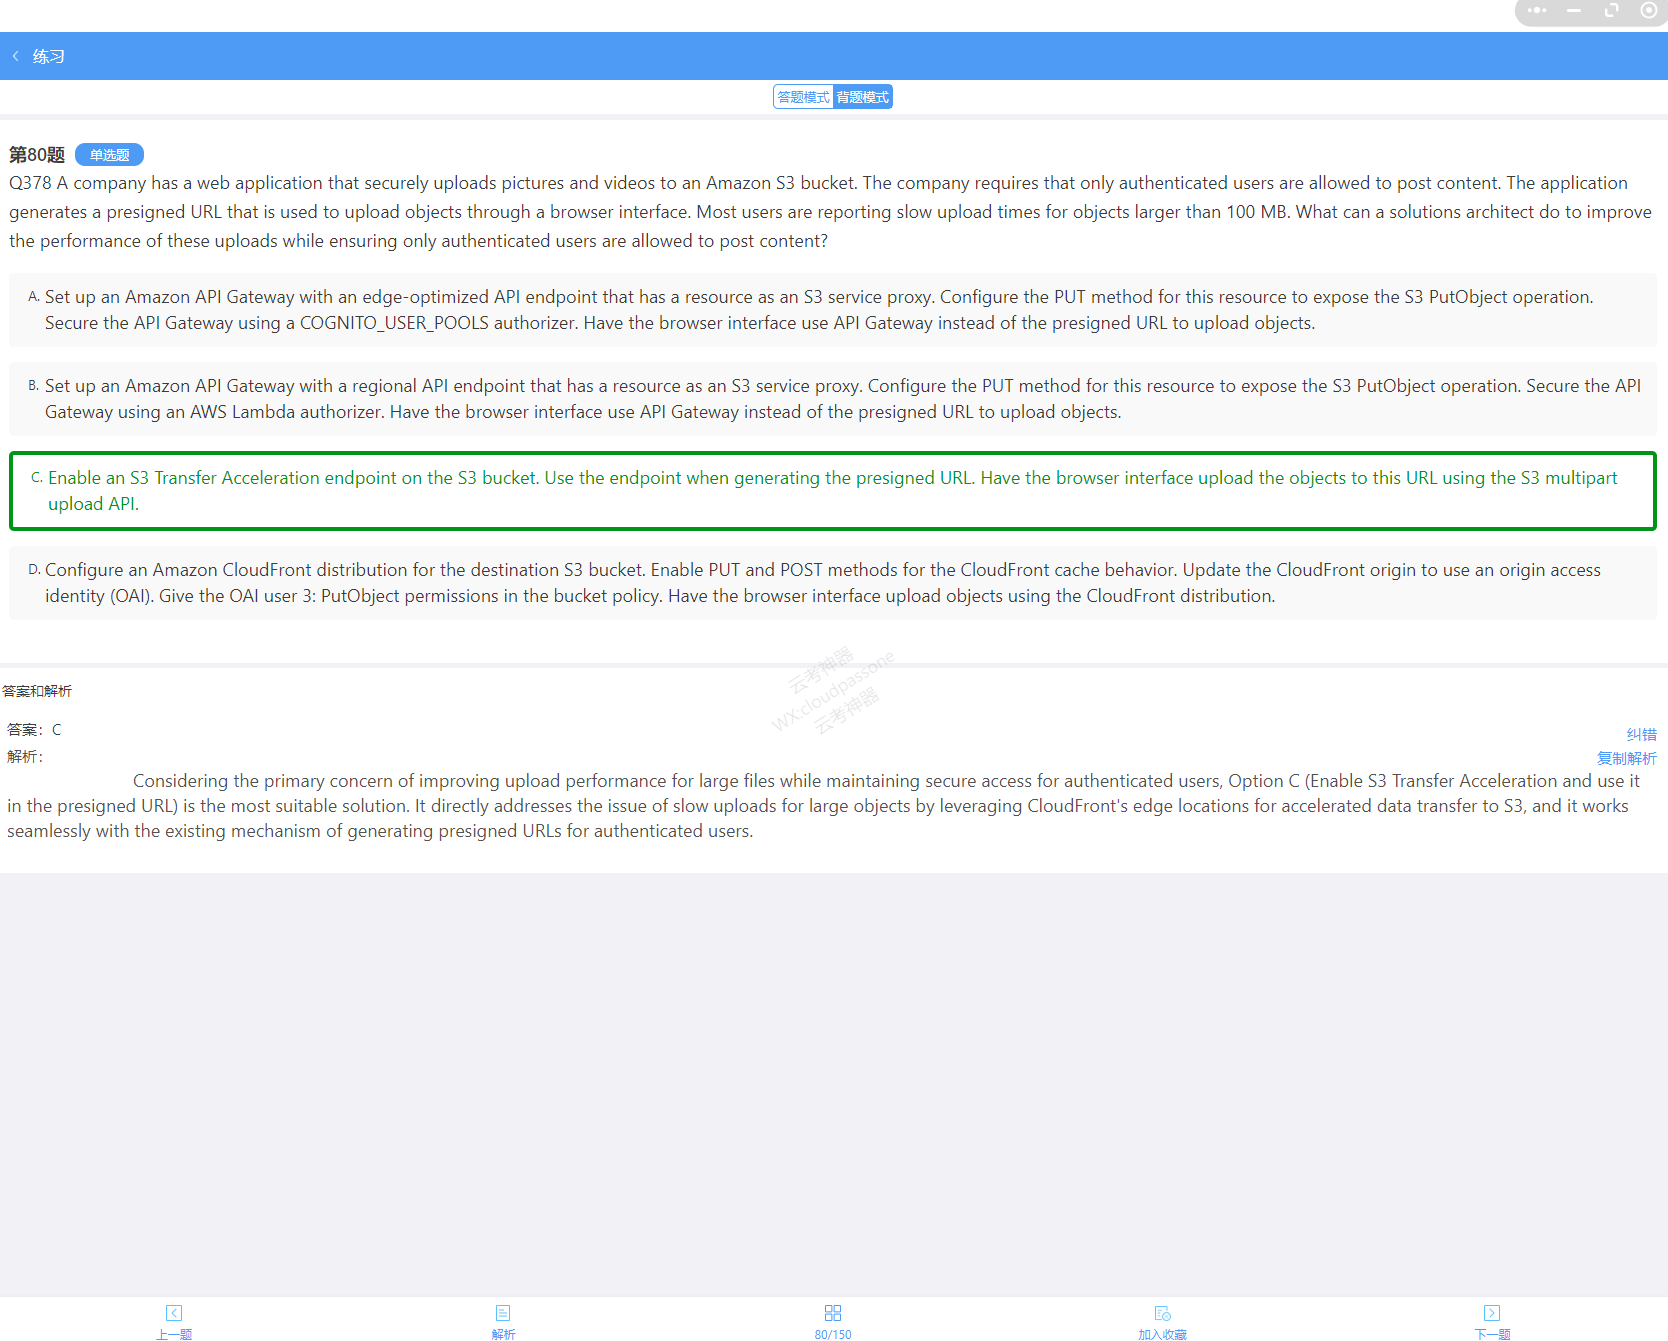 练习
答题模式 背题模式
第80题 单选题
Q378 A company has a web application that securely uploads pictures and videos to an Amazon S3 bucket. The company requires that only authenticated users are allowed to post content. The application
generates a presigned URL that is used to upload objects through a browser interface. Most users are reporting slow upload times for objects larger than 100 MB. What can a solutions architect do to improve
the performance of these uploads while ensuring only authenticated users are allowed to post content?
A. Set up an Amazon API Gateway with an edge-optimized API endpoint that has a resource as an S3 service proxy. Configure the PUT method for this resource to expose the S3 PutObject operation.
Secure the API Gateway using a COGNITO_USER_POOLS authorizer. Have the browser interface use API Gateway instead of the presigned URL to upload objects.
B. Set up an Amazon API Gateway with a regional API endpoint that has a resource as an S3 service proxy. Configure the PUT method for this resource to expose the S3 PutObject operation. Secure the API
Gateway using an AWS Lambda authorizer. Have the browser interface use API Gateway instead of the presigned URL to upload objects.
C. Enable an S3 Transfer Acceleration endpoint on the S3 bucket. Use the endpoint when generating the presigned URL. Have the browser interface upload the objects to this URL using the S3 multipart
upload API.
D. Configure an Amazon CloudFront distribution for the destination S3 bucket. Enable PUT and POST methods for the CloudFront cache behavior. Update the CloudFront origin to use an origin access
identity (OAI). Give the OAI user 3: PutObject permissions in the bucket policy. Have the browser interface upload objects using the CloudFront distribution.
云考神器
WX:cloudpassone
云考神器
答案和解析
答案：C
纠错
解析：
复制解析
Considering the primary concern of improving upload performance for large files while maintaining secure access for authenticated users, Option C (Enable S3 Transfer Acceleration and use it
in the presigned URL) is the most suitable solution. It directly addresses the issue of slow uploads for large objects by leveraging CloudFront's edge locations for accelerated data transfer to S3, and it works
seamlessly with the existing mechanism of generating presigned URLs for authenticated users.
上一题 解析 80/150 加入收藏 下一题